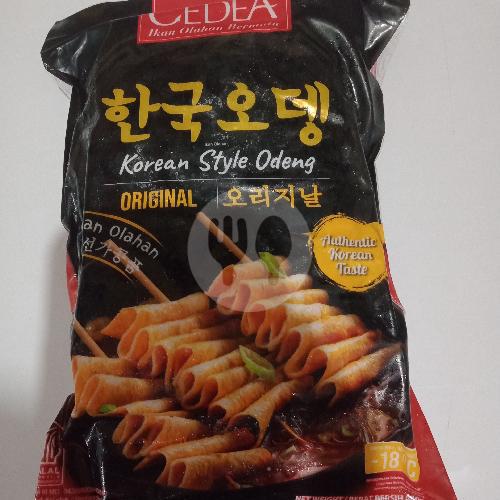 CEDEA
Ikan Olahan Bermutu
한국오뎅
Korean Style Odeng
ORIGINAL 오리지날
Authentic
Korean
Taste
Olahan
-18
C